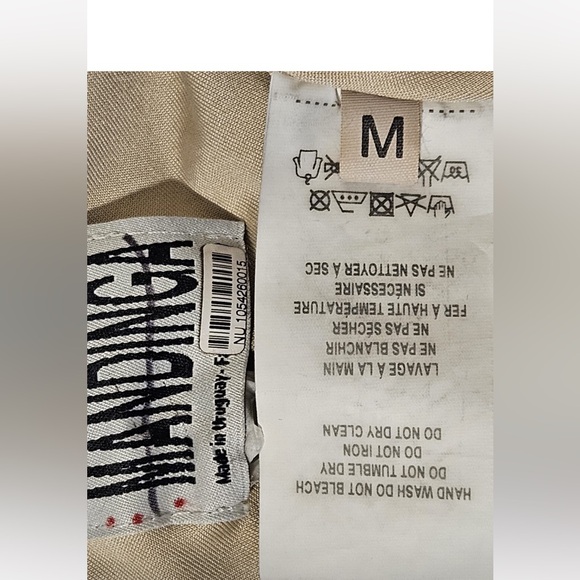 M
HAND WASH DO NOT BLEACH
DO NOT TUMBLE DRY
DO NOT IRON
DO NOT DRY CLEAN
LAVAGE À LA MAIN
NE PAS BLANCHIR
NE PAS SÉCHER
FER À HAUTE TEMPÉRATURE
SI NÉCESSAIRE
NE PAS NETTOYER À SEC
MANDINGA
Made in Uruguay-
NU 1054260015